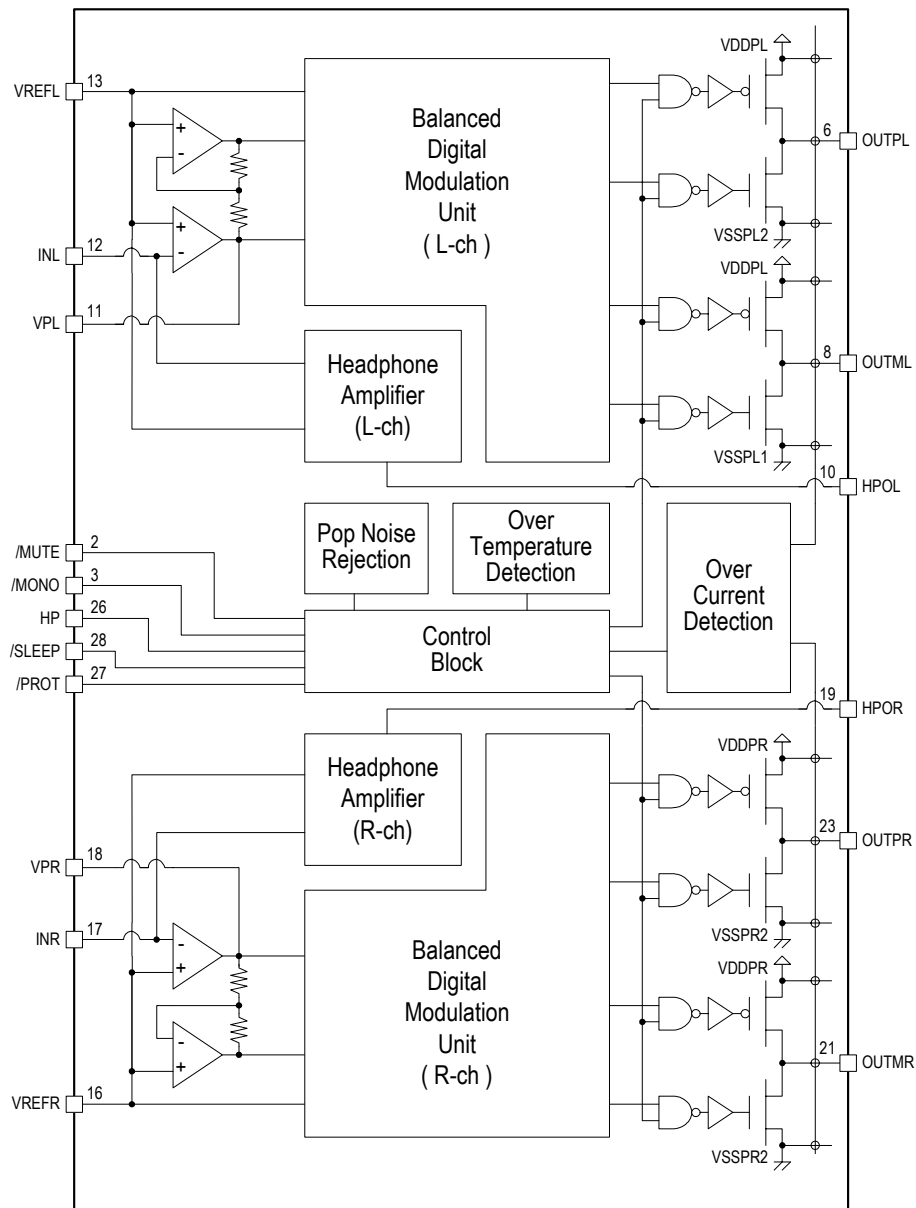 VDDPL
VREFL
13
Balanced
Digital
Modulation
Unit
( L-ch )
+
-
6
OUTPL
+
-
VSSPL2
INL
12
VDDPL
VPL
11
Headphone
Amplifier
(L-ch)
8
OUTML
VSSPL1
10
HPOL
Pop Noise
Rejection
Over
Temperature
Detection
Over
Current
Detection
/MUTE
2
/MONO
3
HP
26
/SLEEP
28
/PROT
27
Control
Block
19
HPOR
VDDPR
Headphone
Amplifier
(R-ch)
23
OUTPR
VPR
18
INR
17
-
+
VSSPR2
Balanced
Digital
Modulation
Unit
( R-ch )
VDDPR
-
+
21
OUTMR
VREFR
16
VSSPR2